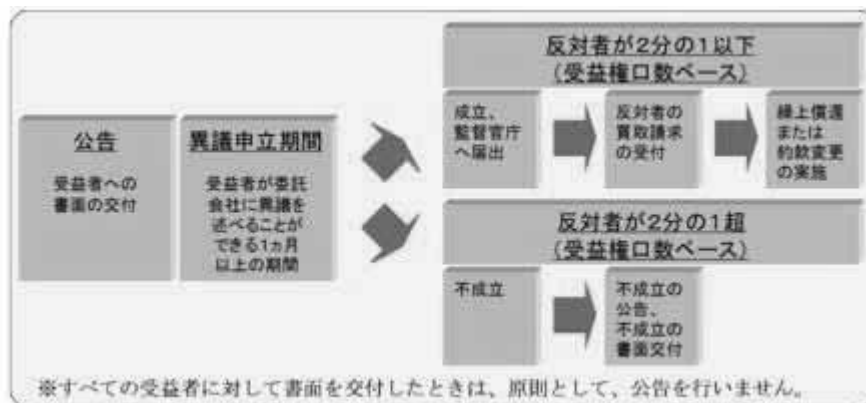 公告
受益者への
書面の交付
異議申立期間
受益者が委託
会社に異議を
述べることが
できる1ヵ月
以上の期間
反対者が2分の1以下
(受益権口数ベース)
成立、
監督官庁
へ届出
反対者の
買取請求
の受付
繰上償還
または
約款変更
の実施
反対者が2分の1超
(受益権口数ベース)
不成立
不成立の
公告、
不成立の
書面交付
※すべての受益者に対して書面を交付したときは、原則として、公告を行いません。